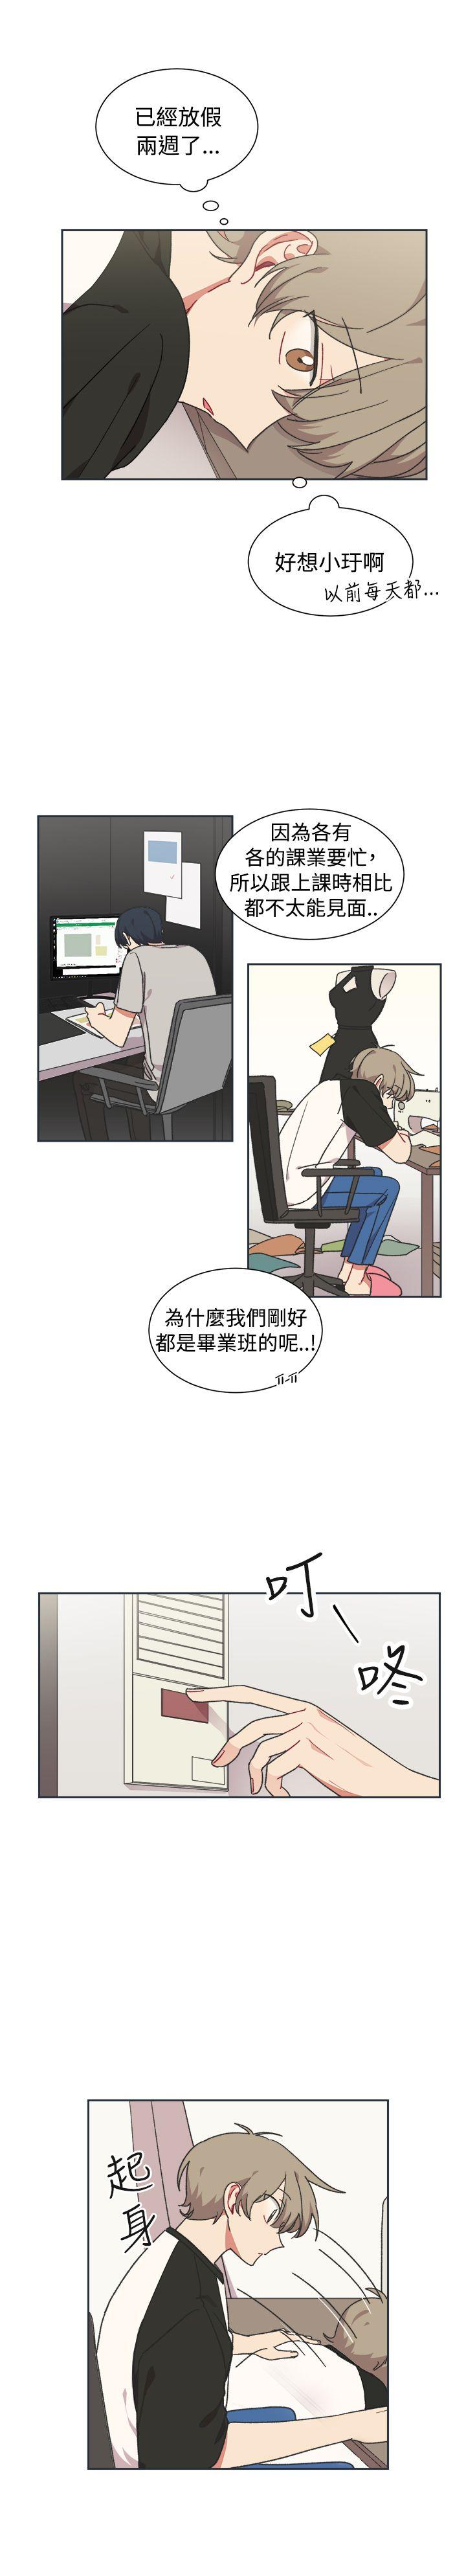 已經放假
兩週了...
好想小玗啊
以前每天都...
因為各有
各的課業要忙，
所以跟上課時相比
都不太能見面..
為什麼我們剛好
都是畢業班的呢..!
叮
咚
起
身